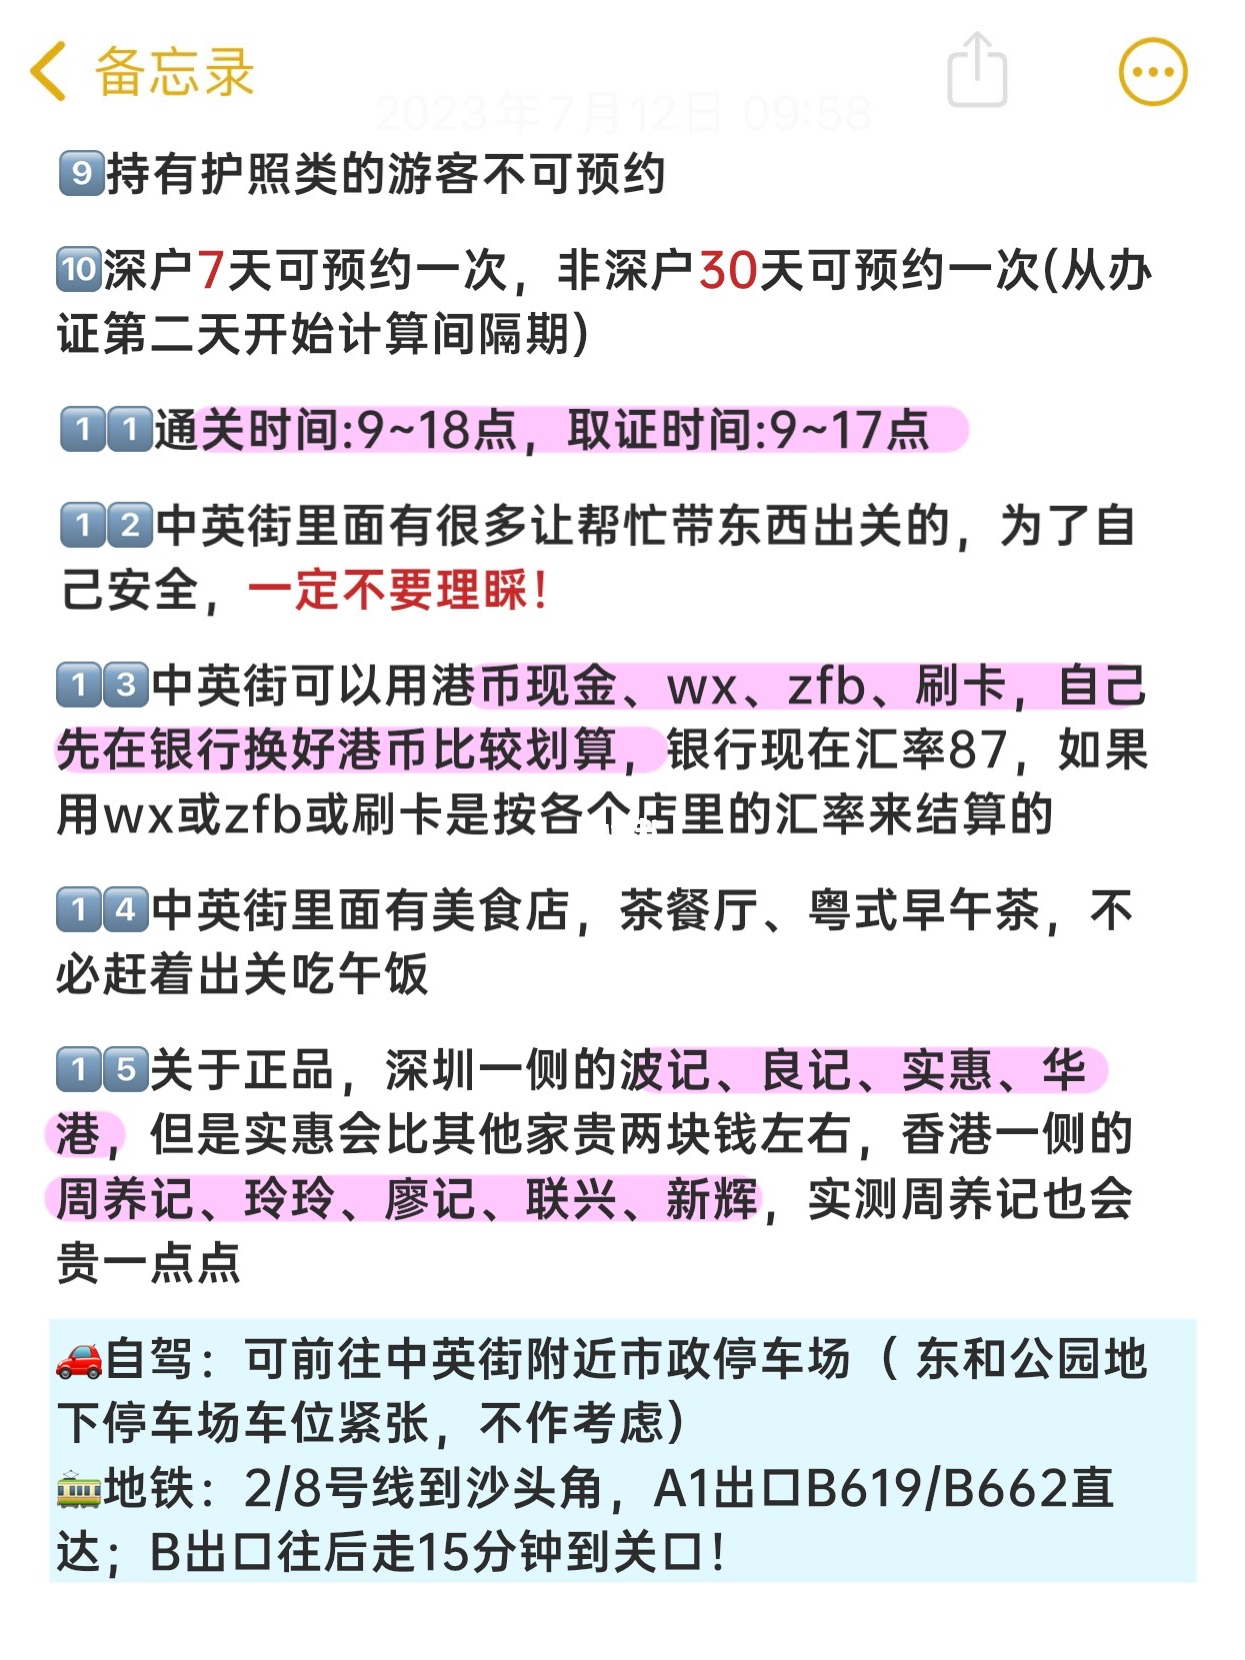 备忘录
2023年7月12日 09:58
9️⃣持有护照类的游客不可预约
🔟深户7天可预约一次，非深户30天可预约一次(从办
证第二天开始计算间隔期)
1️⃣1️⃣通关时间:9~18点，取证时间:9~17点
1️⃣2️⃣中英街里面有很多让帮忙带东西出关的，为了自
己安全，一定不要理睬！
1️⃣3️⃣中英街可以用港币现金、wx、zfb、刷卡，自己
先在银行换好港币比较划算，银行现在汇率87，如果
用wx或zfb或刷卡是按各个店里的汇率来结算的
1️⃣4️⃣中英街里面有美食店，茶餐厅、粤式早午茶，不
必赶着出关吃午饭
1️⃣5️⃣关于正品，深圳一侧的波记、良记、实惠、华
港，但是实惠会比其他家贵两块钱左右，香港一侧的
周养记、玲玲、廖记、联兴、新辉，实测周养记也会
贵一点点
🚗自驾：可前往中英街附近市政停车场（ 东和公园地
下停车场车位紧张，不作考虑）
🚋地铁：2/8号线到沙头角，A1出口B619/B662直
达；B出口往后走15分钟到关口！